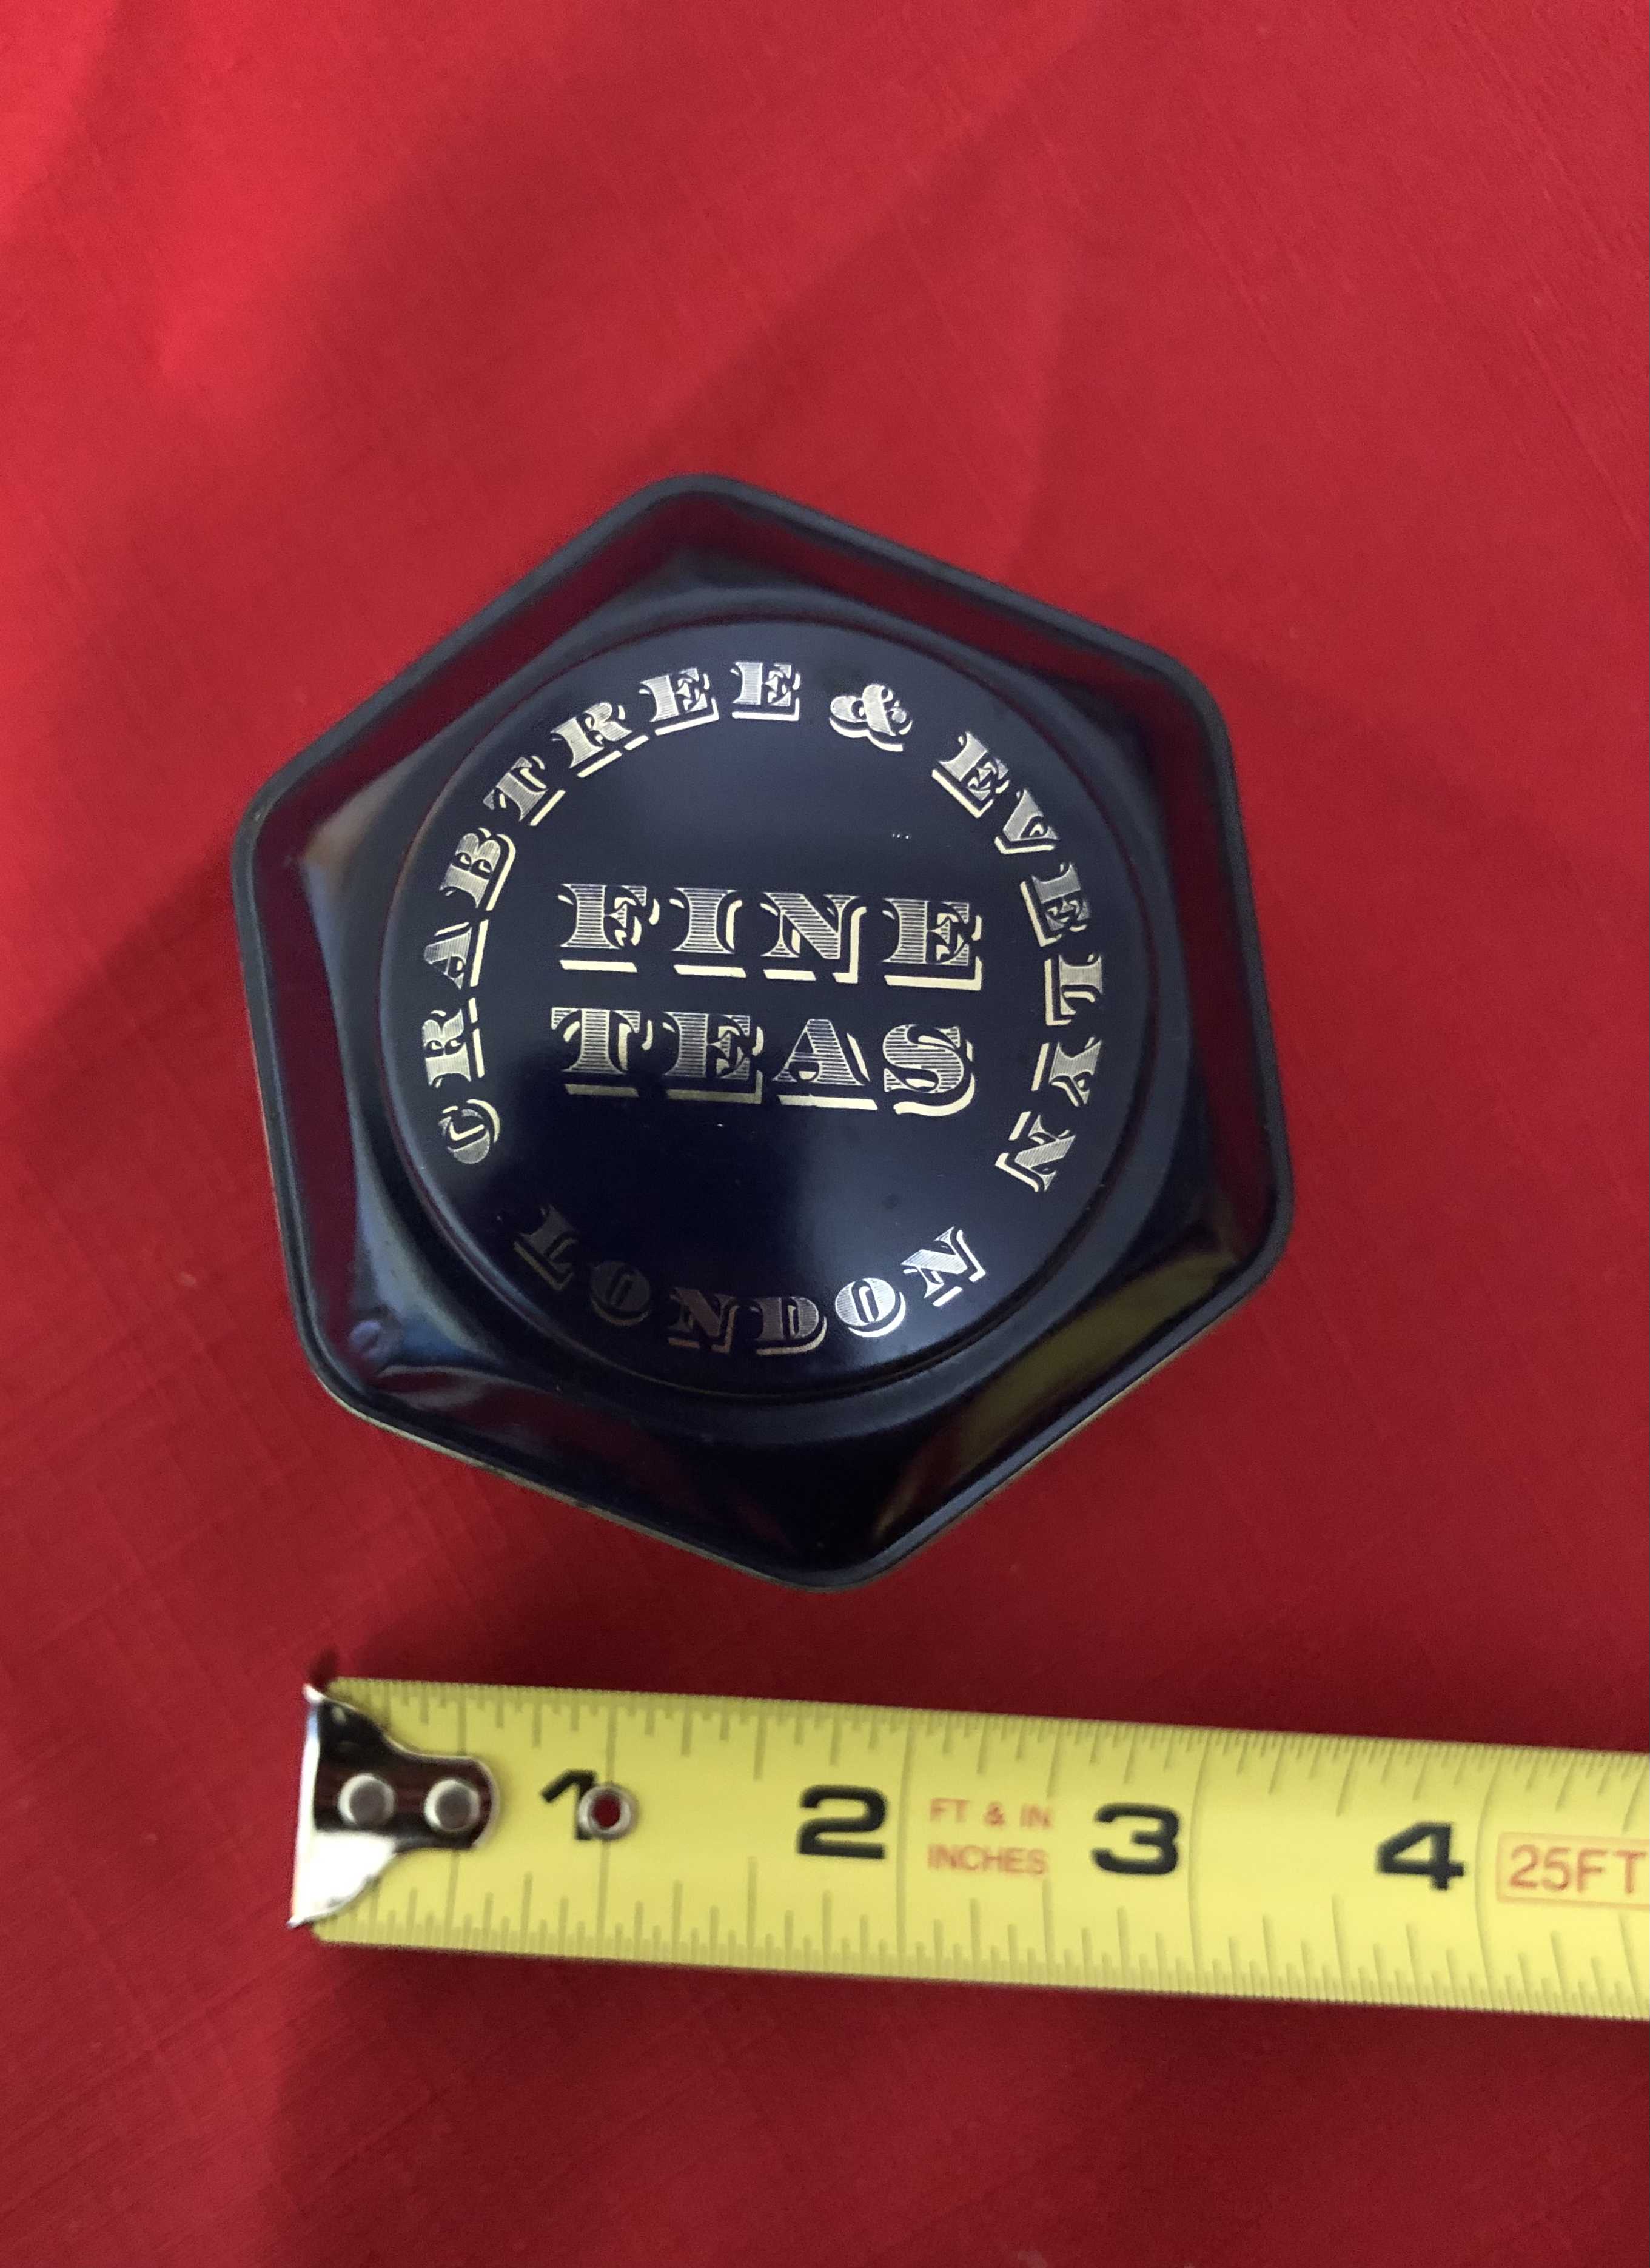 CRABTREE & EVELYN
FINE
TEAS
LONDON
1 2 FT & IN 3 4 25FT
INCHES